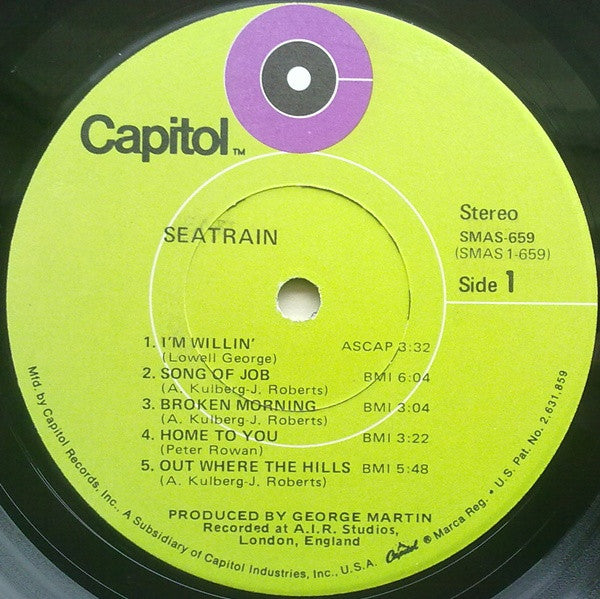 Capitol™
SEATRAIN
Stereo
SMAS-659
(SMAS 1-659)
Side 1
1. I'M WILLIN' ASCAP 3:32
(Lowell George)
2. SONG OF JOB BMI 6:04
(A. Kulberg-J. Roberts)
3. BROKEN MORNING BMI 3:04
(A. Kulberg-J. Roberts)
4. HOME TO YOU BMI 3:22
(Peter Rowan)
5. OUT WHERE THE HILLS BMI 5:48
(A. Kulberg-J. Roberts)
PRODUCED BY GEORGE MARTIN
Recorded at A.I.R. Studios,
London, England
Mfd. by Capitol Records, Inc., A Subsidiary of Capitol Industries, Inc., U.S.A. Capitol ® Marca Reg. • U.S. Pat. No. 2,631,859